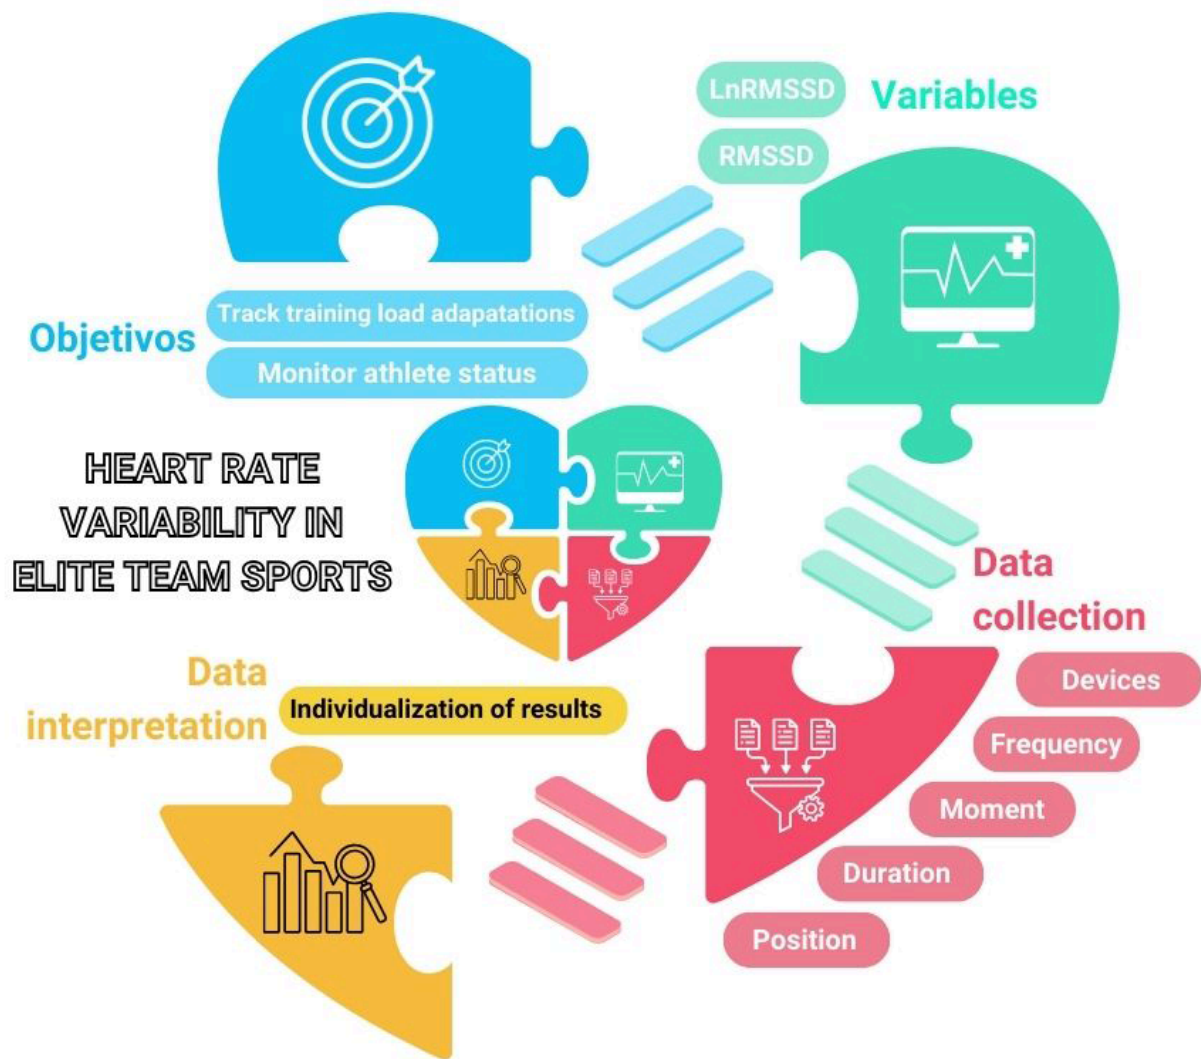 LnRMSSD
Variables
RMSSD
Objetivos
Track training load adapatations
Monitor athlete status
HEART RATE
VARIABILITY IN
ELITE TEAM SPORTS
Data
collection
Devices
Frequency
Moment
Duration
Position
Data
interpretation
Individualization of results